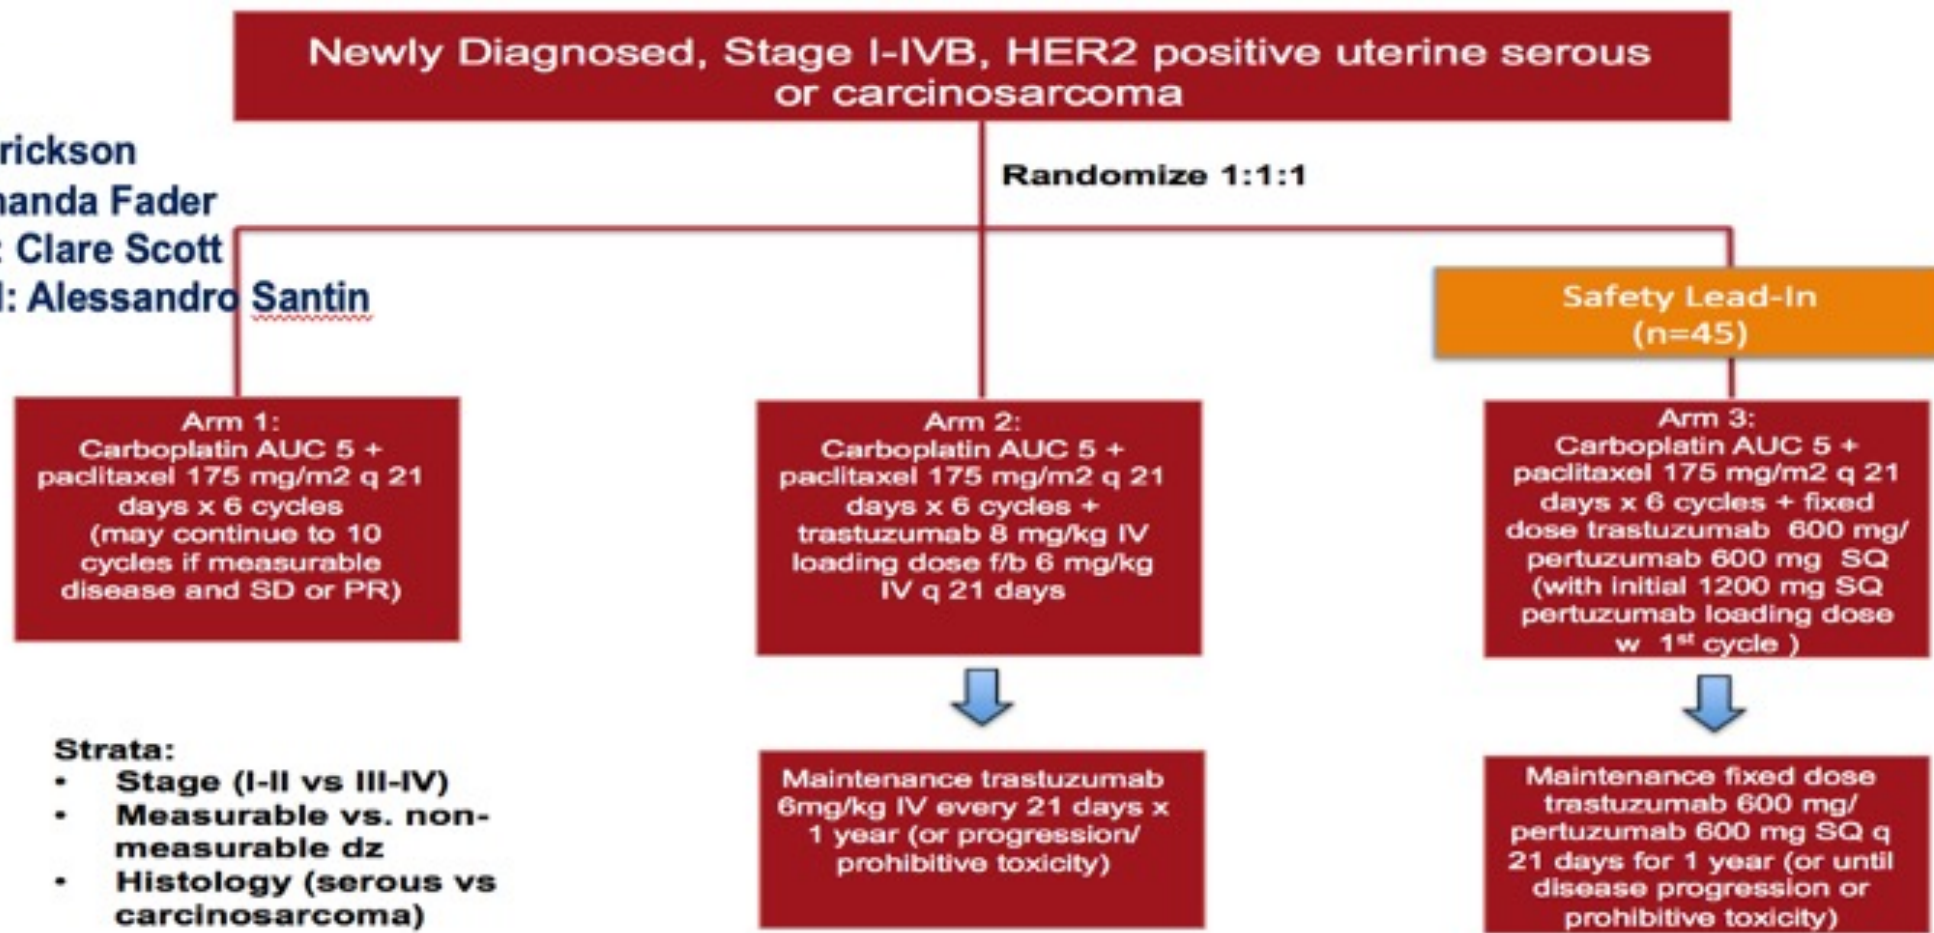 Newly Diagnosed, Stage I-IVB, HER2 positive uterine serous
or carcinosarcoma
rickson
nanda Fader
: Clare Scott
l: Alessandro Santin
Randomize 1:1:1
Safety Lead-In
(n=45)
Arm 1:
Carboplatin AUC 5 +
paclitaxel 175 mg/m2 q 21
days x 6 cycles
(may continue to 10
cycles if measurable
disease and SD or PR)
Arm 2:
Carboplatin AUC 5 +
paclitaxel 175 mg/m2 q 21
days x 6 cycles +
trastuzumab 8 mg/kg IV
loading dose f/b 6 mg/kg
IV q 21 days
Arm 3:
Carboplatin AUC 5 +
paclitaxel 175 mg/m2 q 21
days x 6 cycles + fixed
dose trastuzumab 600 mg/
pertuzumab 600 mg SQ
(with initial 1200 mg SQ
pertuzumab loading dose
w 1st cycle )
Strata:
• Stage (I-II vs III-IV)
• Measurable vs. non-
measurable dz
• Histology (serous vs
carcinosarcoma)
Maintenance trastuzumab
6mg/kg IV every 21 days x
1 year (or progression/
prohibitive toxicity)
Maintenance fixed dose
trastuzumab 600 mg/
pertuzumab 600 mg SQ q
21 days for 1 year (or until
disease progression or
prohibitive toxicity)